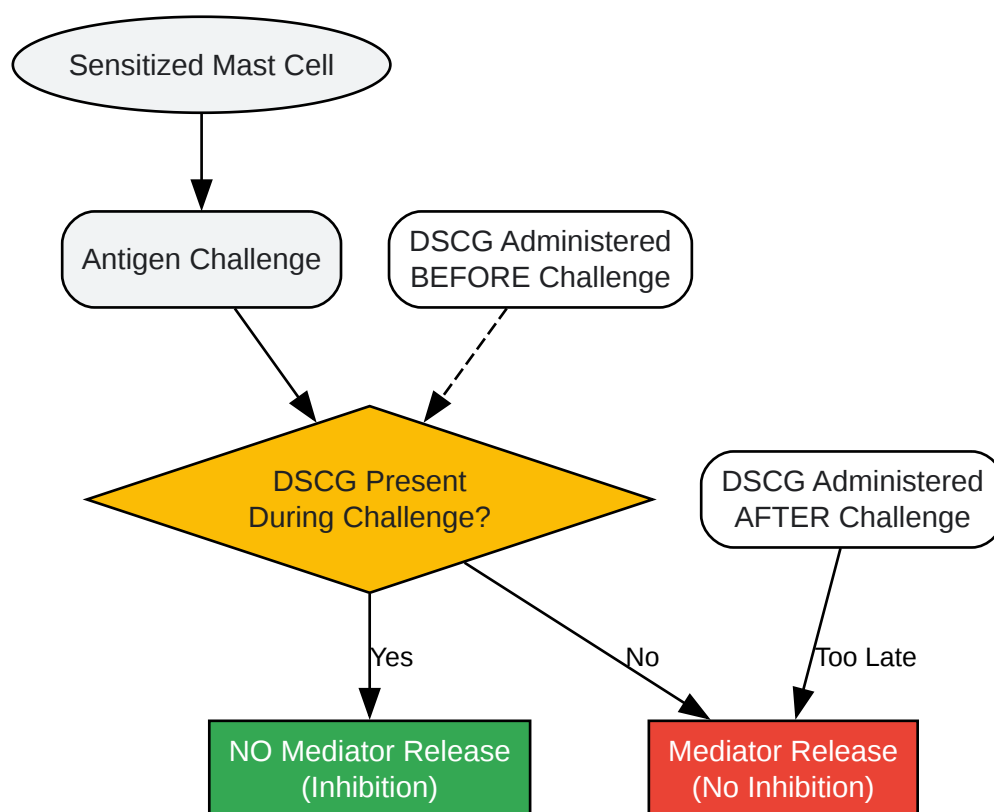 Sensitized Mast Cell
Antigen Challenge
DSCG Administered
BEFORE Challenge
DSCG Present
During Challenge?
DSCG Administered
AFTER Challenge
Yes
No
Too Late
NO Mediator Release
(Inhibition)
Mediator Release
(No Inhibition)